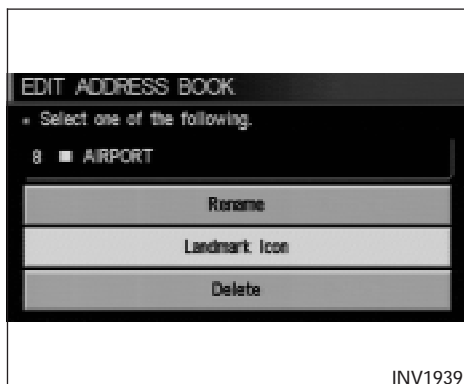 EDIT ADDRESS BOOK
▪ Select one of the following.
8 ■ AIRPORT
Rename
Landmark Icon
Delete
INV1939